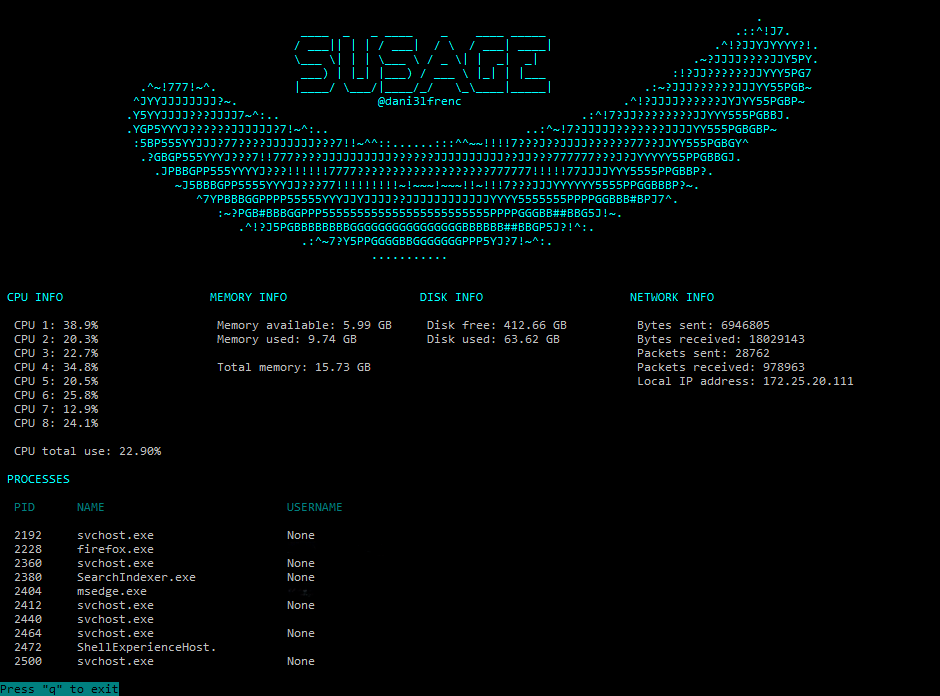 SUSAGE
@dani3lfrenc
CPU INFO MEMORY INFO DISK INFO NETWORK INFO
CPU 1: 38.9% Memory available: 5.99 GB Disk free: 412.66 GB Bytes sent: 6946805
CPU 2: 20.3% Memory used: 9.74 GB Disk used: 63.62 GB Bytes received: 18029143
CPU 3: 22.7% Packets sent: 28762
CPU 4: 34.8% Total memory: 15.73 GB Packets received: 978963
CPU 5: 20.5% Local IP address: 172.25.20.111
CPU 6: 25.8%
CPU 7: 12.9%
CPU 8: 24.1%
CPU total use: 22.90%
PROCESSES
PID NAME USERNAME
2192 svchost.exe None
2228 firefox.exe
2360 svchost.exe None
2380 SearchIndexer.exe None
2404 msedge.exe
2412 svchost.exe None
2440 svchost.exe
2464 svchost.exe None
2472 ShellExperienceHost.
2500 svchost.exe None
Press "q" to exit